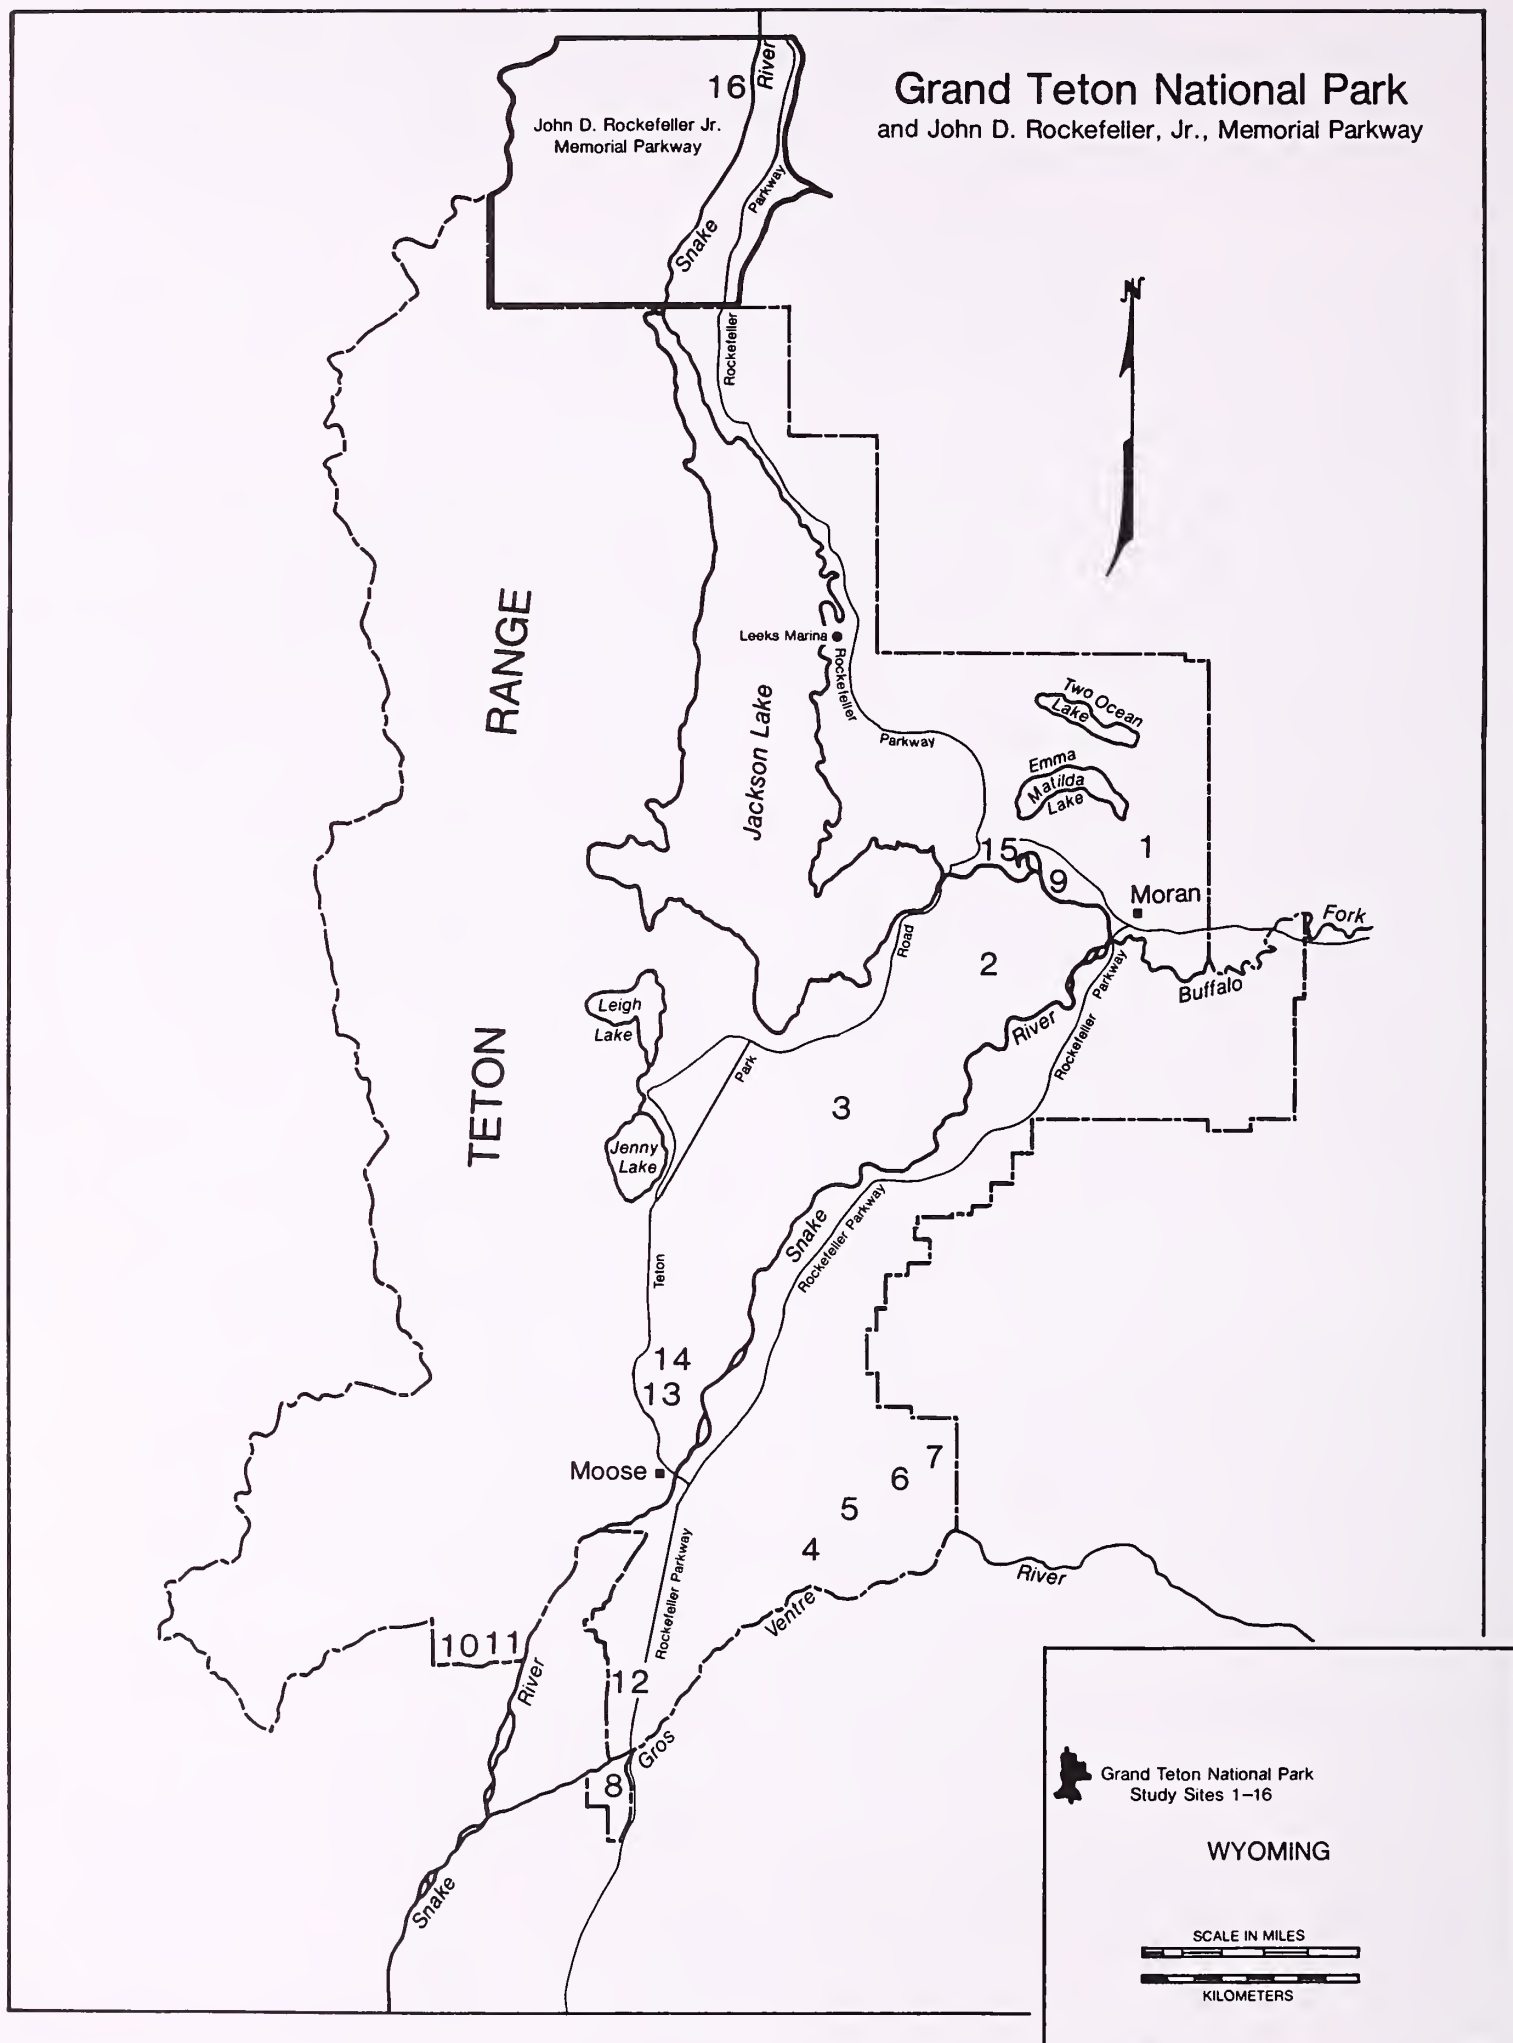 Grand Teton National Park
and John D. Rockefeller, Jr., Memorial Parkway
16
River
John D. Rockefeller Jr.
Memorial Parkway
Parkway
Snake
N
Rockefeller
RANGE
Leeks Marina
Rockefeller
Parkway
Jackson Lake
Two Ocean
Lake
Emma
Matilda
Lake
15
1
9
Moran
Fork
Road
2
Parkway
Buffalo
Leigh
Lake
River
Rockefeller
TETON
Park
3
Jenny
Lake
Snake
Rockefeller Parkway
Teton
14
13
Moose
7
6
5
4
River
Rockefeller Parkway
Ventre
10 11
River
12
Gros
8
Snake
Grand Teton National Park
Study Sites 1-16
WYOMING
SCALE IN MILES
KILOMETERS